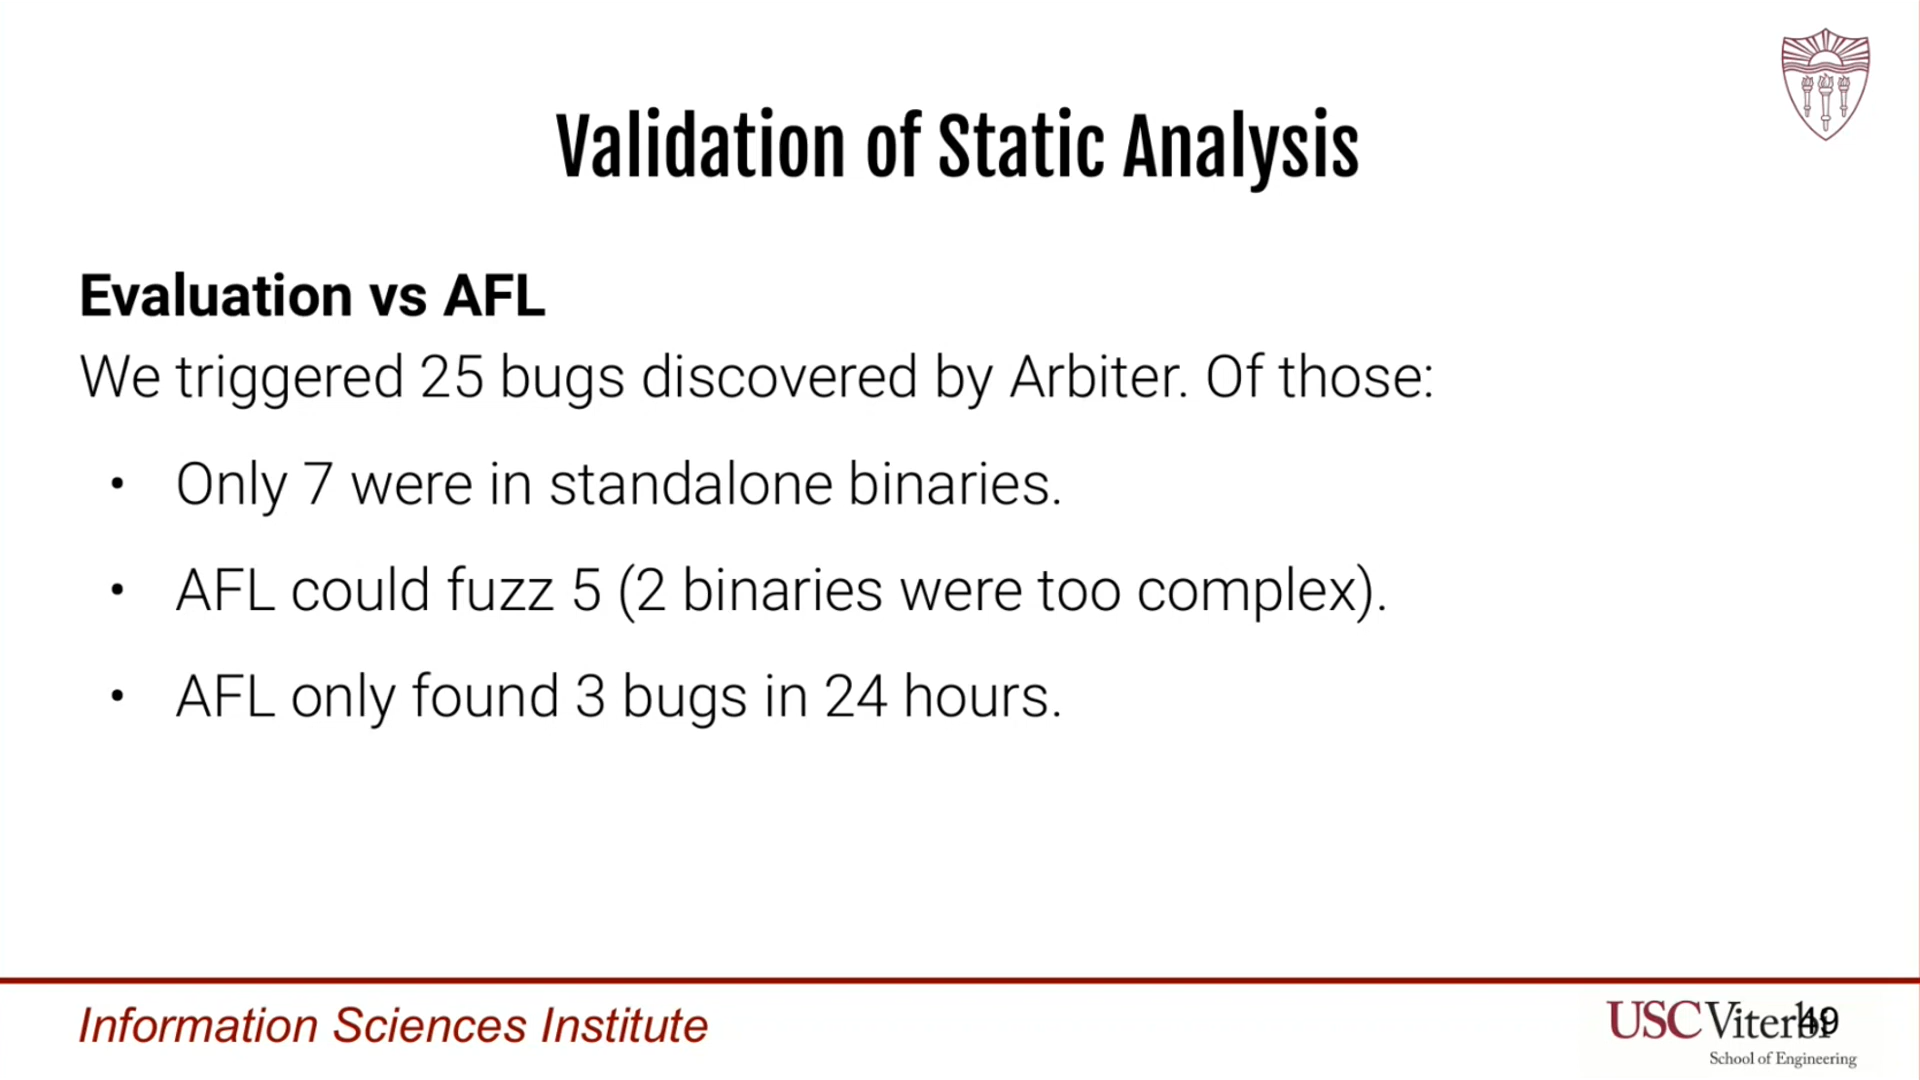 Validation of Static Analysis
Evaluation vs AFL
We triggered 25 bugs discovered by Arbiter. Of those:
• Only 7 were in standalone binaries.
• AFL could fuzz 5 (2 binaries were too complex).
• AFL only found 3 bugs in 24 hours.
Information Sciences Institute
USC Viterbi
49
School of Engineering